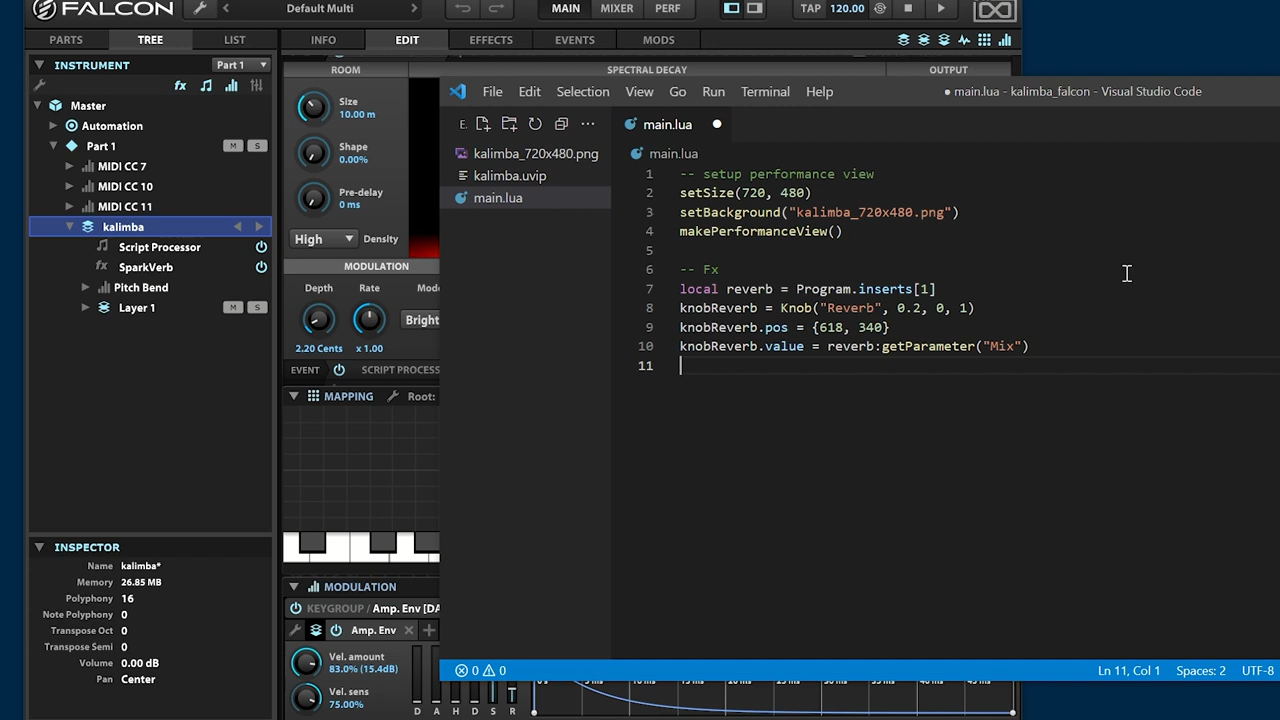 FALCON
Default Multi
MAIN MIXER PERF
TAP 120.00
PARTS TREE LIST
INFO EDIT EFFECTS EVENTS MODS
INSTRUMENT Part 1
fx
Master
Automation
Part 1 M S
MIDI CC 7
MIDI CC 10
MIDI CC 11
kalimba
Script Processor
fx SparkVerb
Pitch Bend
Layer 1 M S
INSPECTOR
Name kalimba*
Memory 26.85 MB
Polyphony 16
Note Polyphony 0
Transpose Oct 0
Transpose Semi 0
Volume 0.00 dB
Pan Center
ROOM SPECTRAL DECAY OUTPUT
Size
10.00 m
Shape
0.00%
Pre-delay
0 ms
High Density
MODULATION
Depth Rate
Bright
2.20 Cents x 1.00
EVENT SCRIPT PROCESS
MAPPING Root:
MODULATION
KEYGROUP / Amp. Env [DA
Amp. Env
Vel. amount
83.0% (15.4dB)
Vel. sens
75.00%
D A H D S R
File Edit Selection View Go Run Terminal Help
● main.lua - kalimba_falcon - Visual Studio Code
E. ···
main.lua ●
kalimba_720x480.png
kalimba.uvip
main.lua
main.lua
1 -- setup performance view
2 setSize(720, 480)
3 setBackground("kalimba_720x480.png")
4 makePerformanceView()
5
6 -- Fx
7 local reverb = Program.inserts[1]
8 knobReverb = Knob("Reverb", 0.2, 0, 1)
9 knobReverb.pos = {618, 340}
10 knobReverb.value = reverb:getParameter("Mix")
11
0 0
Ln 11, Col 1 Spaces: 2 UTF-8